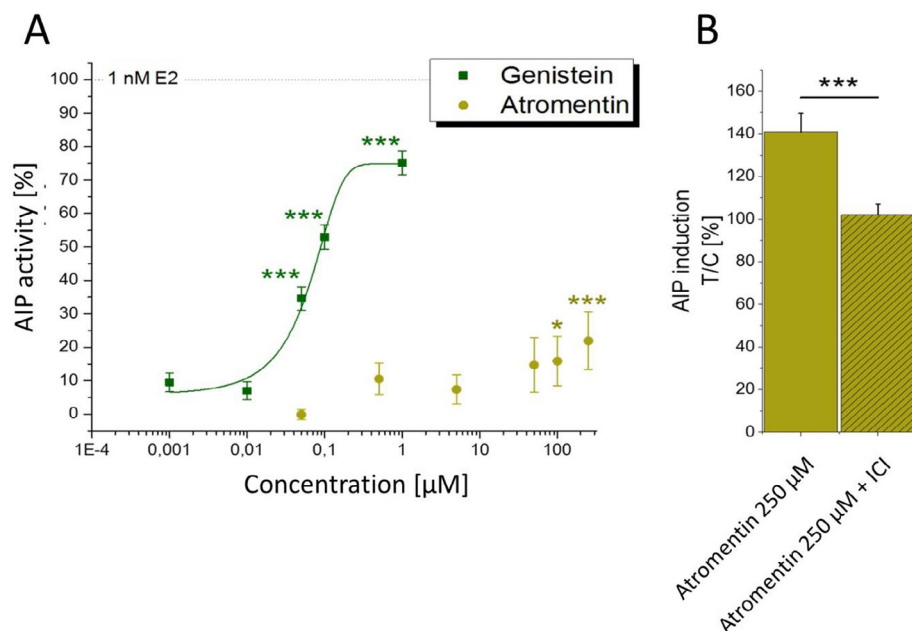 A
1 nM E2
Genistein
Atromentin
AlP activity [%]
100
90
80
70
60
50
40
30
20
10
0
***
***
***
*
***
1E-4
0,001
0,01
0,1
1
10
100
Concentration [µM]
B
***
AlP induction
T/C [%]
160
140
120
100
80
60
40
20
0
Atromentin 250 µM
Atromentin 250 µM + ICI